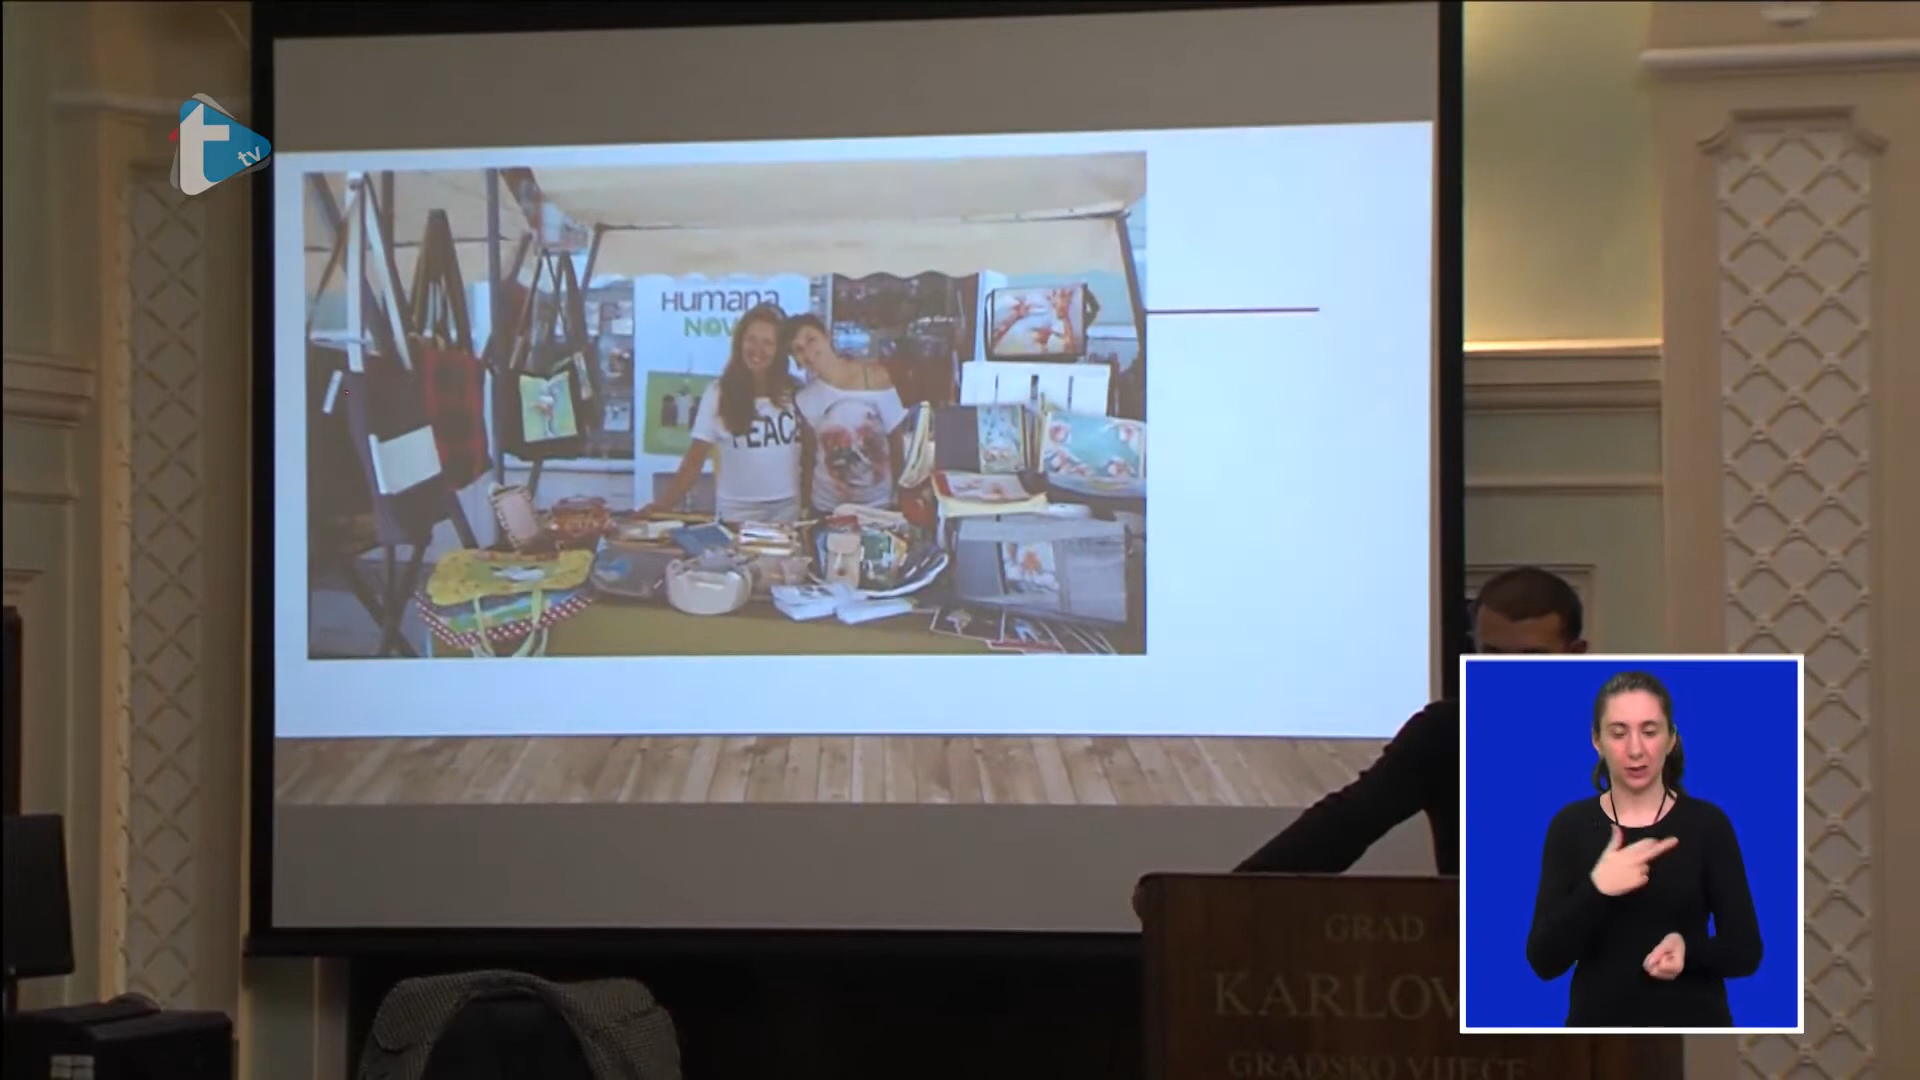 t tv
Humana
NOV
PEACE
GRAD
KARLOV
GRADSKO VIJEĆE